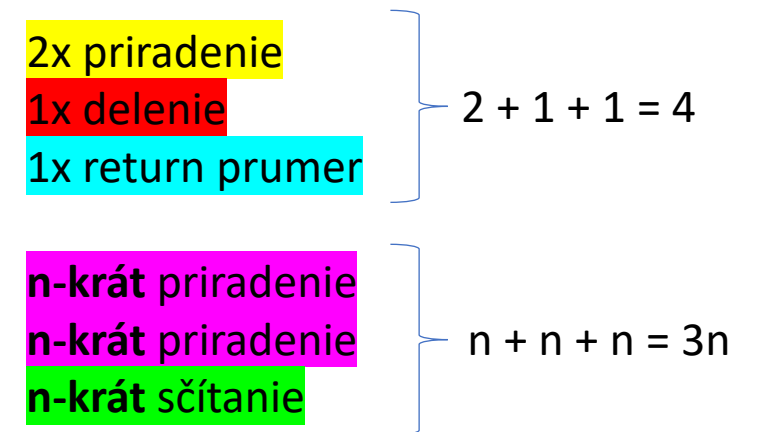 2x priradenie
1x delenie
1x return prumer
2 + 1 + 1 = 4
n-krát priradenie
n-krát priradenie
n-krát sčítanie
n + n + n = 3n